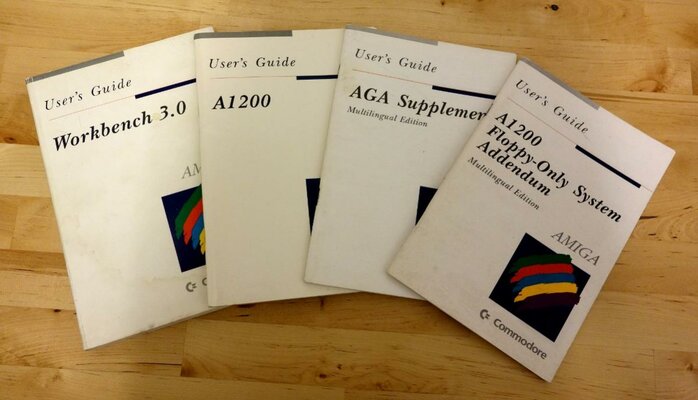 User's Guide
Workbench 3.0
AM
User's Guide
A1200
User's Guide
AGA Supplemen
Multilingual Edition
User's Guide
A1200
Floppy-Only System
Addendum
Multilingual Edition
AMIGA
Commodore